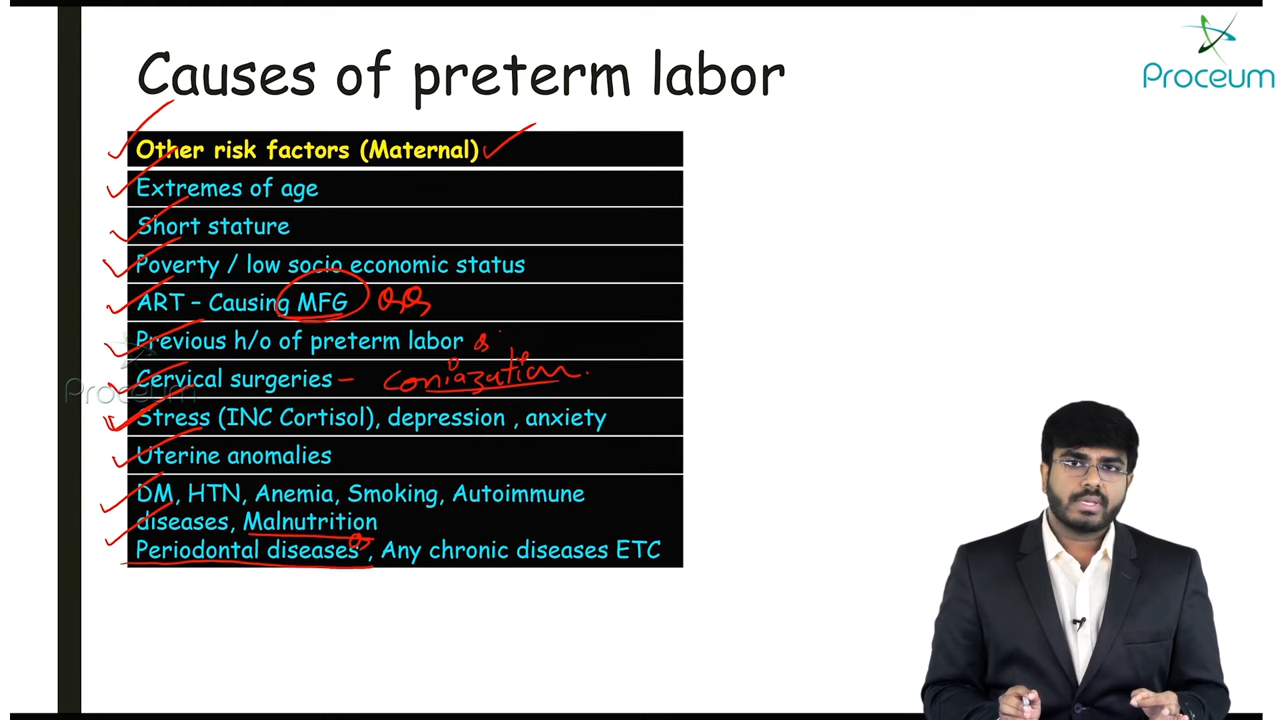 Causes of preterm labor
Proceum
Other risk factors (Maternal)
Extremes of age
Short stature
Poverty / low socio economic status
ART – Causing MFG
Previous h/o of preterm labor
Cervical surgeries – conization
Stress (INC Cortisol), depression , anxiety
Uterine anomalies
DM, HTN, Anemia, Smoking, Autoimmune
diseases, Malnutrition
Periodontal diseases , Any chronic diseases ETC
Proceum